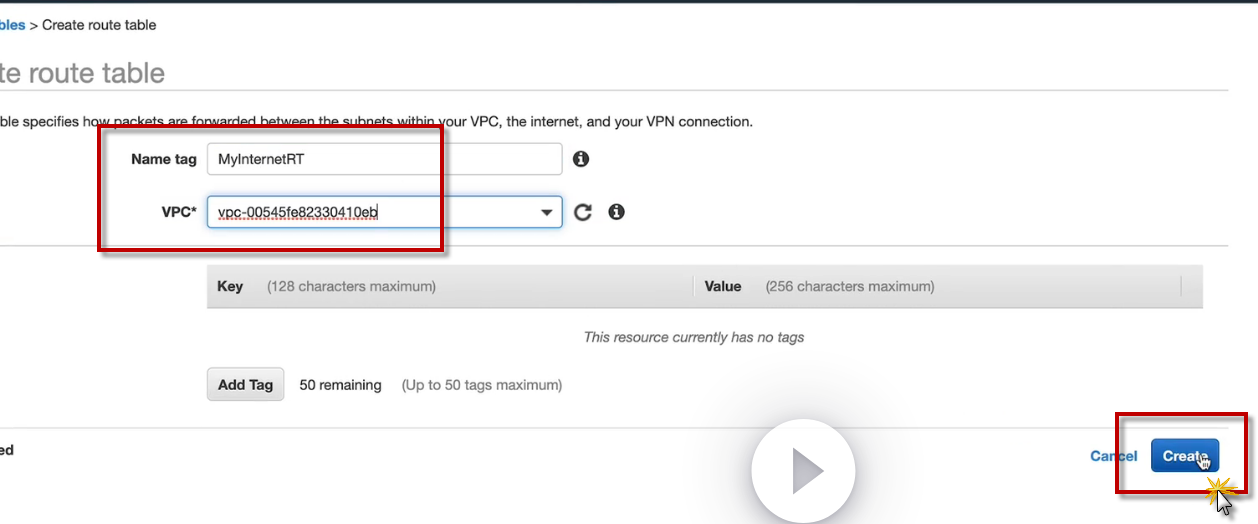 bles > Create route table
te route table
ble specifies how packets are forwarded between the subnets within your VPC, the internet, and your VPN connection.
Name tag MyInternetRT
VPC* vpc-00545fe82330410eb
Key (128 characters maximum) Value (256 characters maximum)
This resource currently has no tags
Add Tag 50 remaining (Up to 50 tags maximum)
ed Cancel Create